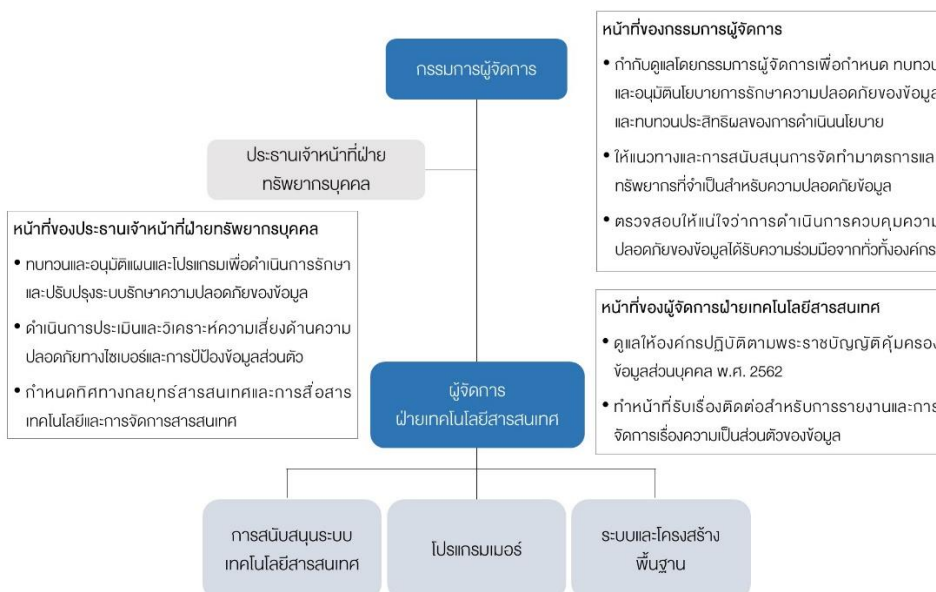 กรรมการผู้จัดการ
ประธานเจ้าหน้าที่ฝ่าย
ทรัพยากรบุคคล
หน้าที่ของกรรมการผู้จัดการ
• กำกับดูแลโดยกรรมการผู้จัดการเพื่อกำหนด ทบทวน
และอนุมัตินโยบายการรักษาความปลอดภัยของข้อมูล
และทบทวนประสิทธิผลของการดำเนินนโยบาย
• ให้แนวทางและการสนับสนุนการจัดทำมาตรการแล
ทรัพยากรที่จำเป็นสำหรับความปลอดภัยข้อมูล
• ตรวจสอบให้แน่ใจว่าการดำเนินการควบคุมความ
ปลอดภัยของข้อมูลได้รับความร่วมมือจากทั่วทั้งองค์กร
หน้าที่ของประธานเจ้าหน้าที่ฝ่ายทรัพยากรบุคคล
• ทบทวนและอนุมัติแผนและโปรแกรมเพื่อดำเนินการรักษา
และปรับปรุงระบบรักษาความปลอดภัยของข้อมูล
• ดำเนินการประเมินและวิเคราะห์ความเสี่ยงด้านความ
ปลอดภัยทางไซเบอร์และการป้ป้องข้อมูลส่วนตัว
• กำหนดทิศทางกลยุทธ์สารสนเทศและการสื่อสาร
เทคโนโลยีและการจัดการสารสนเทศ
หน้าที่ของผู้จัดการฝ่ายเทคโนโลยีสารสนเทศ
• ดูแลให้องค์กรปฏิบัติตามพระราชบัญญัติคุ้มครอง
ข้อมูลส่วนบุคคล พ.ศ. 2562
• ทำหน้าที่รับเรื่องติดต่อสำหรับการรายงานและการ
จัดการเรื่องความเป็นส่วนตัวของข้อมูล
ผู้จัดการ
ฝ่ายเทคโนโลยีสารสนเทศ
การสนับสนุนระบบ
เทคโนโลยีสารสนเทศ
โปรแกรมเมอร์
ระบบและโครงสร้าง
พื้นฐาน